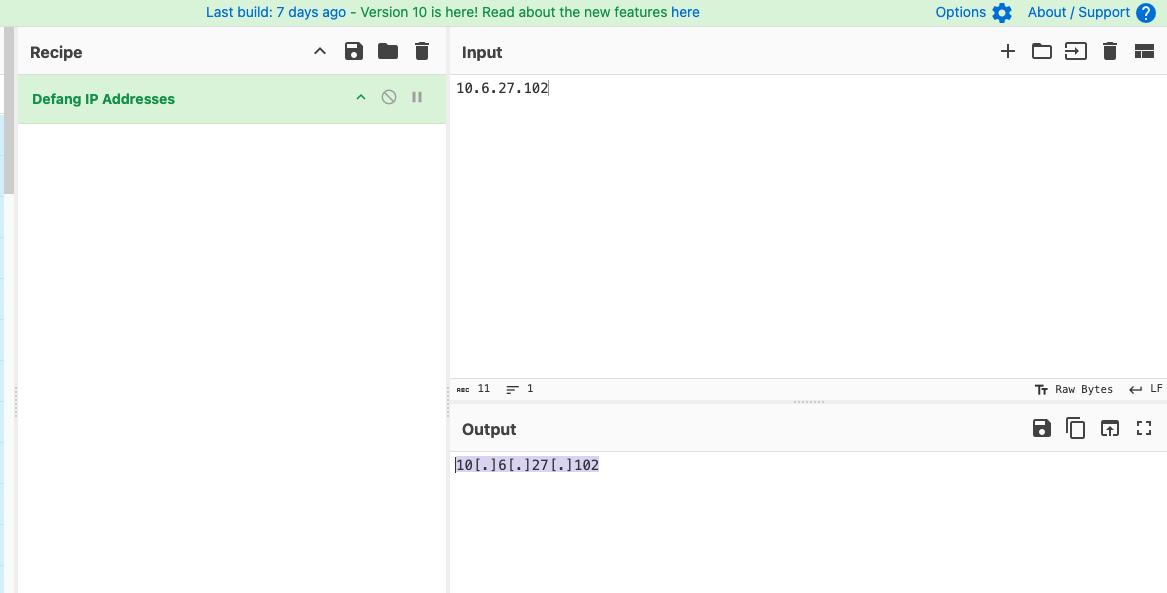 Last build: 7 days ago - Version 10 is here! Read about the new features here
Options
About / Support ?
Recipe
Defang IP Addresses
Input
10.6.27.102
ABC 11 1
Tт Raw Bytes LF
Output
10[.]6[.]27[.]102